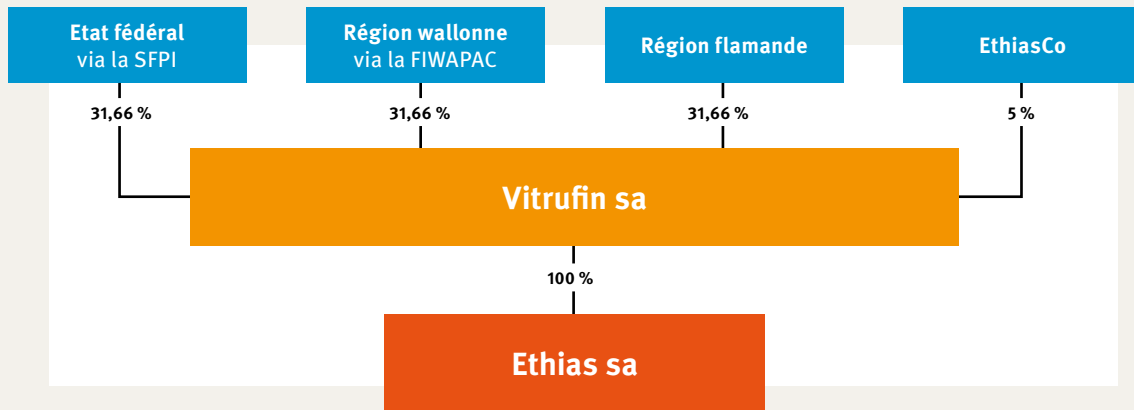 Etat fédéral
via la SFPI
Région wallonne
via la FIWAPAC
Région flamande
EthiasCo
31,66 %
31,66 %
31,66 %
5 %
Vitrufin sa
100 %
Ethias sa